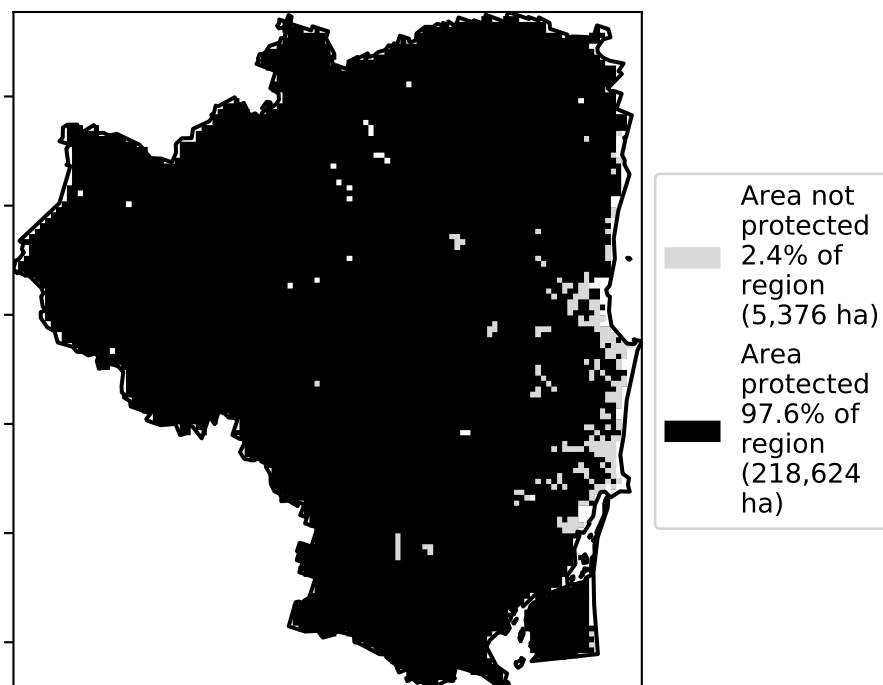 Area not
protected
2.4% of
region
(5,376 ha)
Area
protected
97.6% of
region
(218,624
ha)